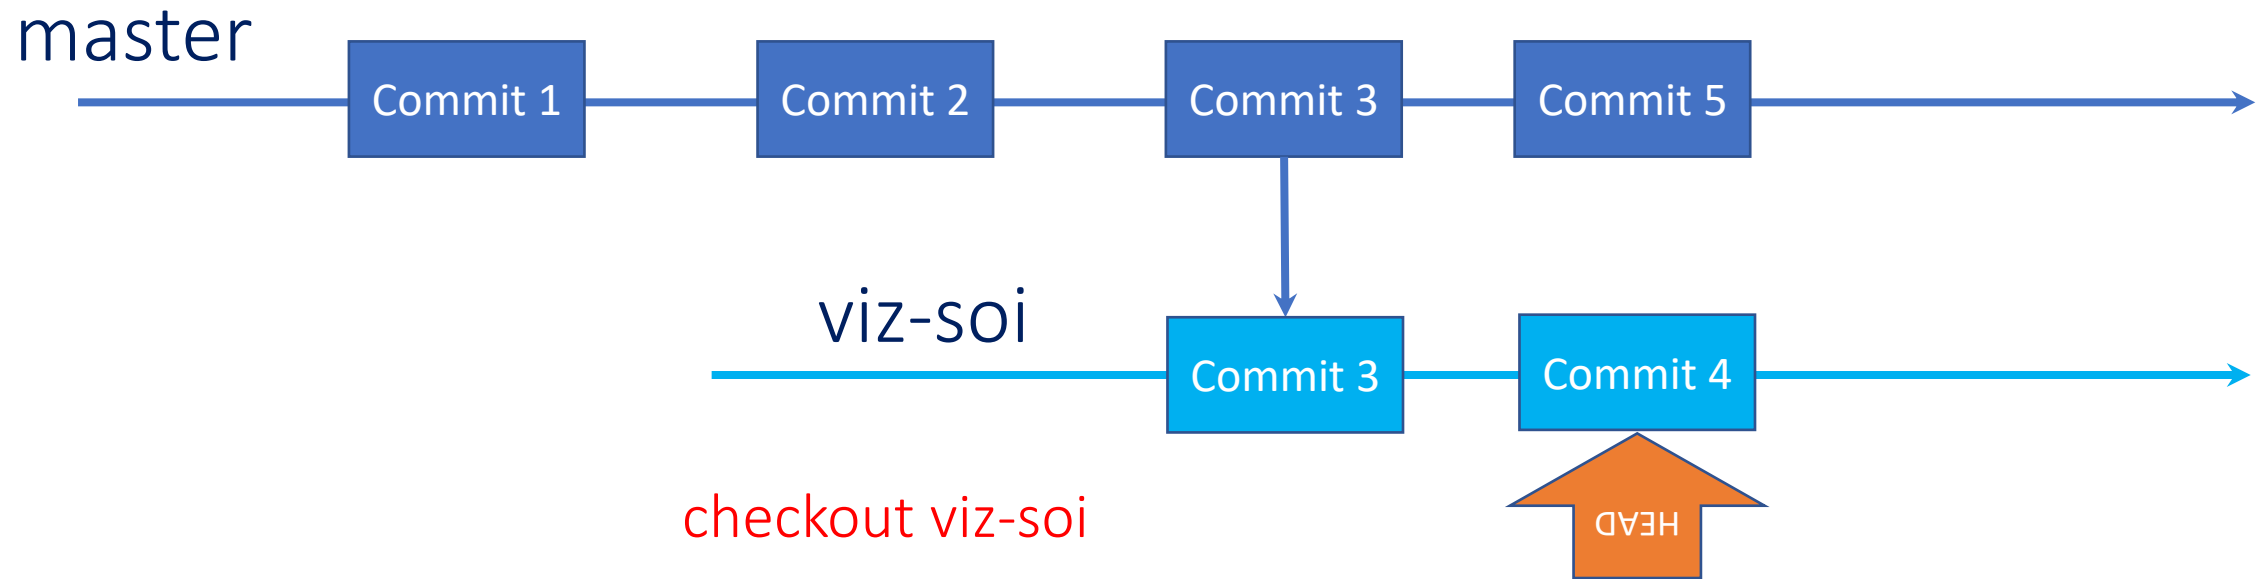 master
Commit 1
Commit 2
Commit 3
Commit 5
viz-soi
Commit 3
Commit 4
checkout viz-soi
HEAD